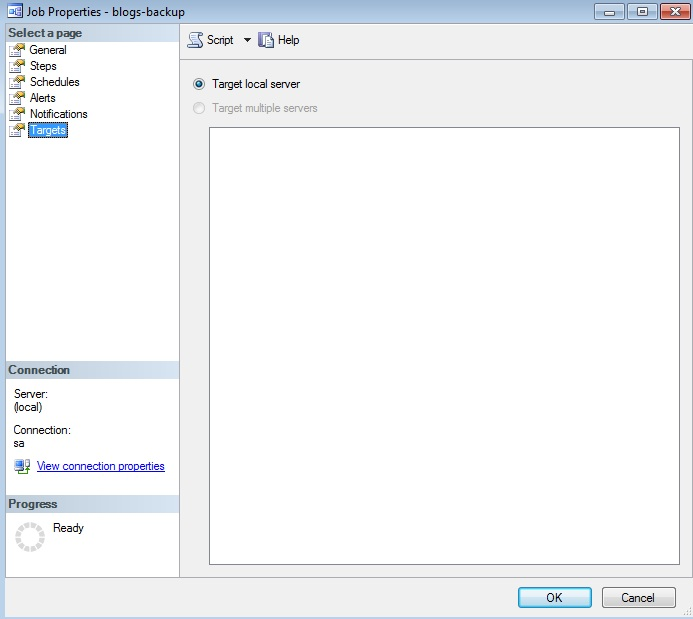 Job Properties - blogs-backup
Select a page
General
Steps
Schedules
Alerts
Notifications
Targets
Script
Help
Target local server
Target multiple servers
Connection
Server:
(local)
Connection:
sa
View connection properties
Progress
Ready
OK
Cancel